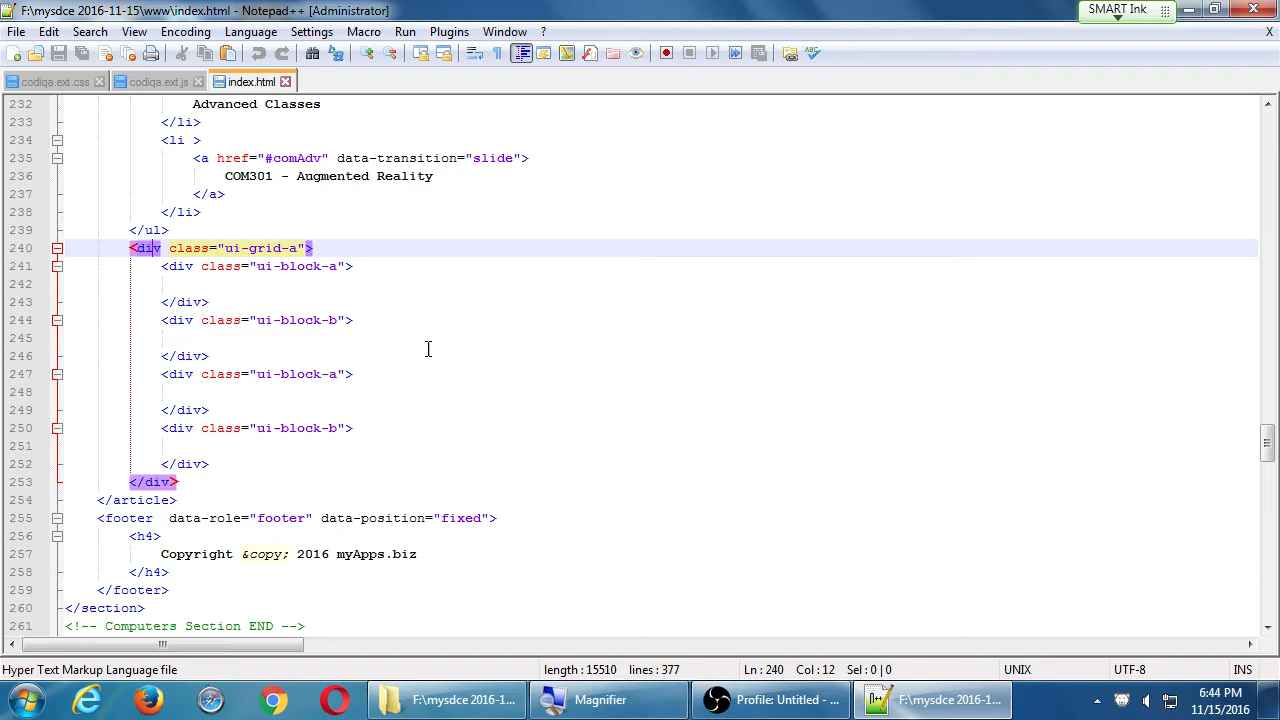 F:\mysdce 2016-11-15\www\index.html - Notepad++ [Administrator]
SMART Ink
File Edit Search View Encoding Language Settings Macro Run Plugins Window ? X
codiqa.ext.css codiqa.ext.js index.html
232 Advanced Classes
233 </li>
234 <li >
235 <a href="#comAdv" data-transition="slide">
236 COM301 - Augmented Reality
237 </a>
238 </li>
239 </ul>
240 <div class="ui-grid-a">
241 <div class="ui-block-a">
242
243 </div>
244 <div class="ui-block-b">
245
246 </div>
247 <div class="ui-block-a">
248
249 </div>
250 <div class="ui-block-b">
251
252 </div>
253 </div>
254 </article>
255 <footer  data-role="footer" data-position="fixed">
256 <h4>
257 Copyright &copy; 2016 myApps.biz
258 </h4>
259 </footer>
260 </section>
261 <!-- Computers Section END -->
Hyper Text Markup Language file length : 15510 lines : 377 Ln : 240 Col : 12 Sel : 0 | 0 UNIX UTF-8 INS
F:\mysdce 2016-11-15\... Magnifier Profile: Untitled - ... F:\mysdce 2016-1... 6:44 PM
11/15/2016